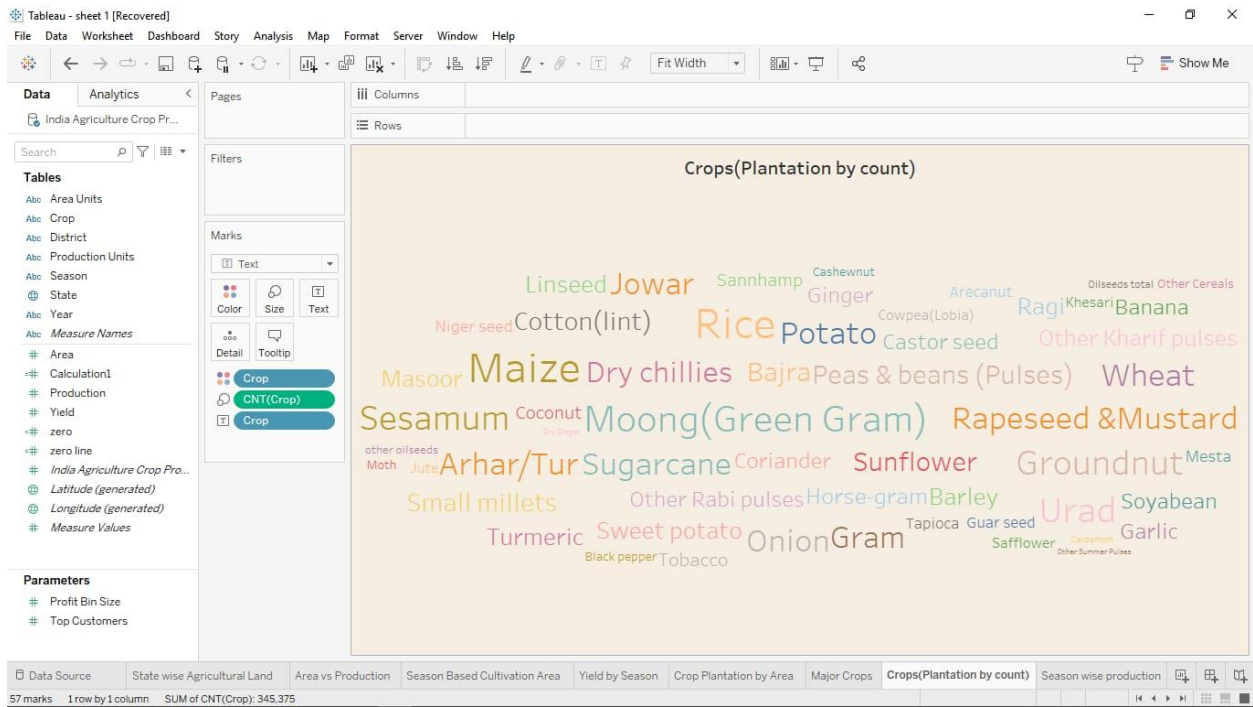 Tableau - sheet 1 [Recovered]
File Data Worksheet Dashboard Story Analysis Map Format Server Window Help
Fit Width
Show Me
Data Analytics
India Agriculture Crop Pr...
Search
Tables
Abc Area Units
Abc Crop
Abc District
Abc Production Units
Abc Season
State
Abc Year
Abc Measure Names
# Area
=# Calculation1
# Production
# Yield
=# zero
=# zero line
# India Agriculture Crop Pro...
Latitude (generated)
Longitude (generated)
# Measure Values
Parameters
# Profit Bin Size
# Top Customers
Pages
Filters
Marks
Text
Color Size Text
Detail Tooltip
Crop
CNT(Crop)
Crop
Columns
Rows
Crops(Plantation by count)
Cashewnut
Linseed Jowar Sannhamp Ginger Arecanut Oilseeds total Other Cereals
Niger seed Cotton(lint) Rice Potato Cowpea(Lobia) Ragi Khesari Banana
Castor seed Other Kharif pulses
Masoor Maize Dry chillies Bajra Peas & beans (Pulses) Wheat
Sesamum Coconut Moong(Green Gram) Rapeseed &Mustard
Dry Ginger
other oilseeds
Moth Jute Arhar/Tur Sugarcane Coriander Sunflower Groundnut Mesta
Small millets Other Rabi pulses Horse-gram Barley Urad Soyabean
Turmeric Sweet potato Onion Gram Tapioca Guar seed Safflower Cardamom Garlic
Other Summer Pulses
Black pepper Tobacco
Data Source State wise Agricultural Land Area vs Production Season Based Cultivation Area Yield by Season Crop Plantation by Area Major Crops Crops(Plantation by count) Season wise production
57 marks 1 row by 1 column SUM of CNT(Crop): 345,375